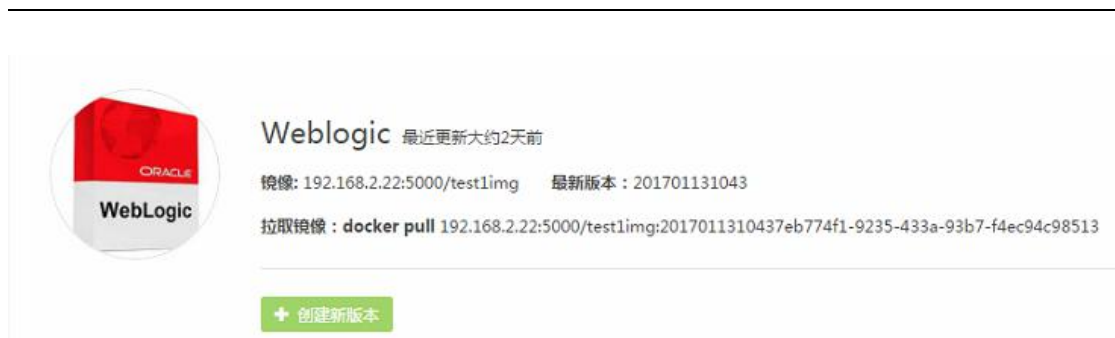 ORACLE
WebLogic
Weblogic 最近更新大约2天前
镜像: 192.168.2.22:5000/test1img 最新版本：201701131043
拉取镜像：docker pull 192.168.2.22:5000/test1img:2017011310437eb774f1-9235-433a-93b7-f4ec94c98513
+ 创建新版本